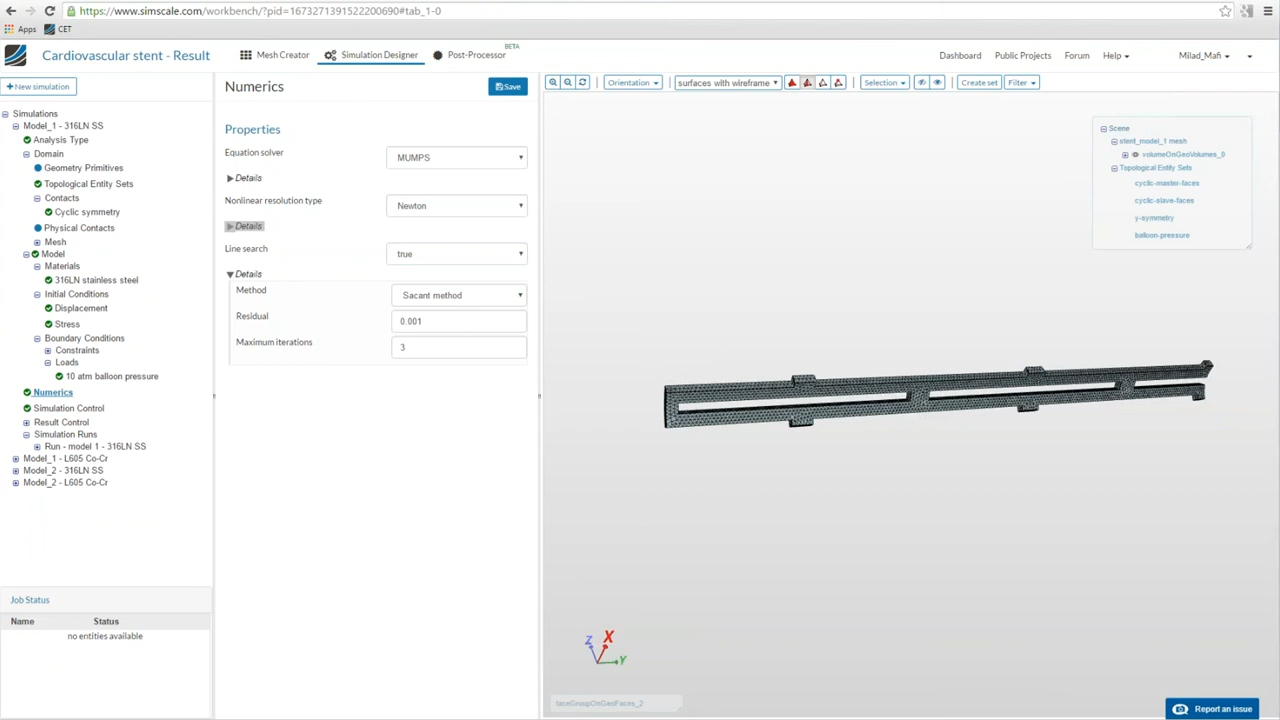 https://www.simscale.com/workbench/?pid=1673271391522200690#tab_1-0
Apps CET
Cardiovascular stent - Result
Mesh Creator
Simulation Designer
Post-Processor
BETA
Dashboard
Public Projects
Forum
Help
Milad_Mafi
+New simulation
Simulations
Model_1 - 316LN SS
Analysis Type
Domain
Geometry Primitives
Topological Entity Sets
Contacts
Cyclic symmetry
Physical Contacts
Mesh
Model
Materials
316LN stainless steel
Initial Conditions
Displacement
Stress
Boundary Conditions
Constraints
Loads
10 atm balloon pressure
Numerics
Simulation Control
Result Control
Simulation Runs
Run - model 1 - 316LN SS
Model_1 - L605 Co-Cr
Model_2 - 316LN SS
Model_2 - L605 Co-Cr
Job Status
Name Status
no entities available
Numerics
Save
Properties
Equation solver MUMPS
Details
Nonlinear resolution type Newton
Details
Line search true
Details
Method Sacant method
Residual 0.001
Maximum iterations 3
Orientation
surfaces with wireframe
Selection
Create set
Filter
Scene
stent_model_1 mesh
volumeOnGeoVolumes_0
Topological Entity Sets
cyclic-master-faces
cyclic-slave-faces
y-symmetry
balloon-pressure
Z X Y
faceGroupOnGeoFaces_2
Report an issue